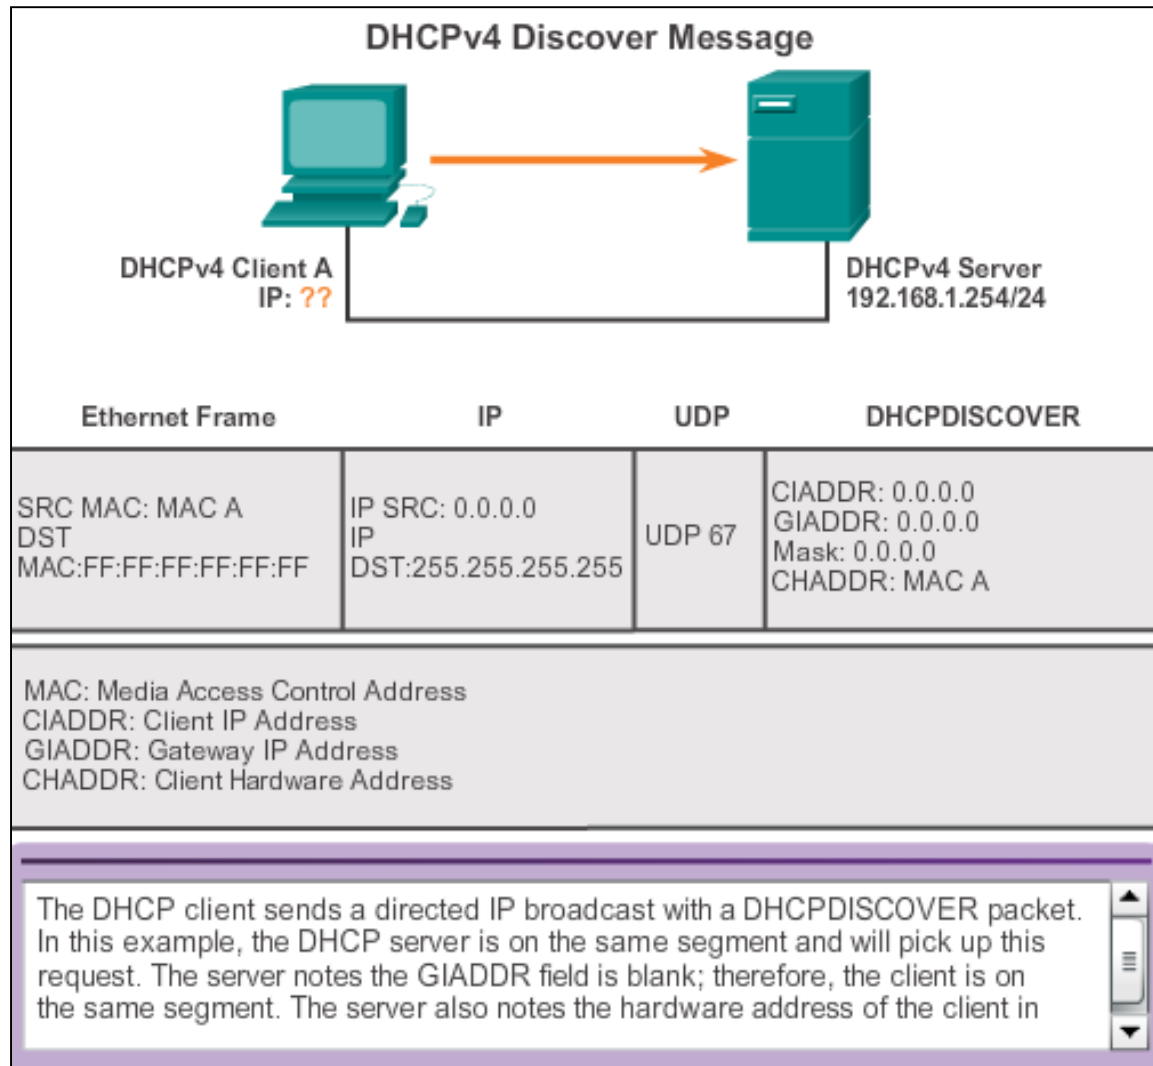 DHCPv4 Discover Message
DHCPv4 Client A
IP: ??
DHCPv4 Server
192.168.1.254/24
Ethernet Frame
IP
UDP
DHCPDISCOVER
SRC MAC: MAC A
DST
MAC:FF:FF:FF:FF:FF:FF
IP SRC: 0.0.0.0
IP
DST:255.255.255.255
UDP 67
CIADDR: 0.0.0.0
GIADDR: 0.0.0.0
Mask: 0.0.0.0
CHADDR: MAC A
MAC: Media Access Control Address
CIADDR: Client IP Address
GIADDR: Gateway IP Address
CHADDR: Client Hardware Address
The DHCP client sends a directed IP broadcast with a DHCPDISCOVER packet.
In this example, the DHCP server is on the same segment and will pick up this
request. The server notes the GIADDR field is blank; therefore, the client is on
the same segment. The server also notes the hardware address of the client in